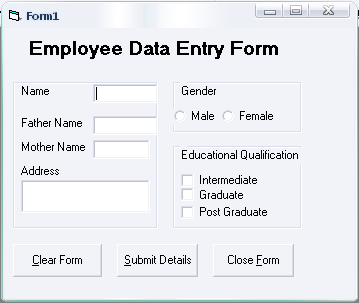 Form1
Employee Data Entry Form
Name
Father Name
Mother Name
Address
Gender
Male Female
Educational Qualification
Intermediate
Graduate
Post Graduate
Clear Form Submit Details Close Form